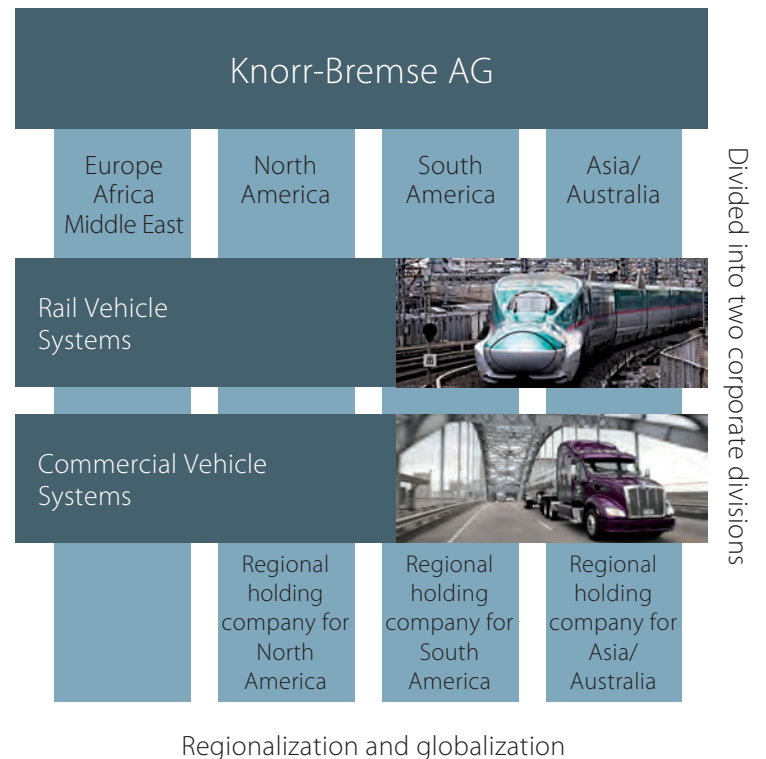 Knorr-Bremse AG
Europe
Africa
Middle East
North
America
South
America
Asia/
Australia
Divided into two corporate divisions
Rail Vehicle
Systems
Commercial Vehicle
Systems
Regional
holding
company for
North
America
Regional
holding
company for
South
America
Regional
holding
company for
Asia/
Australia
Regionalization and globalization